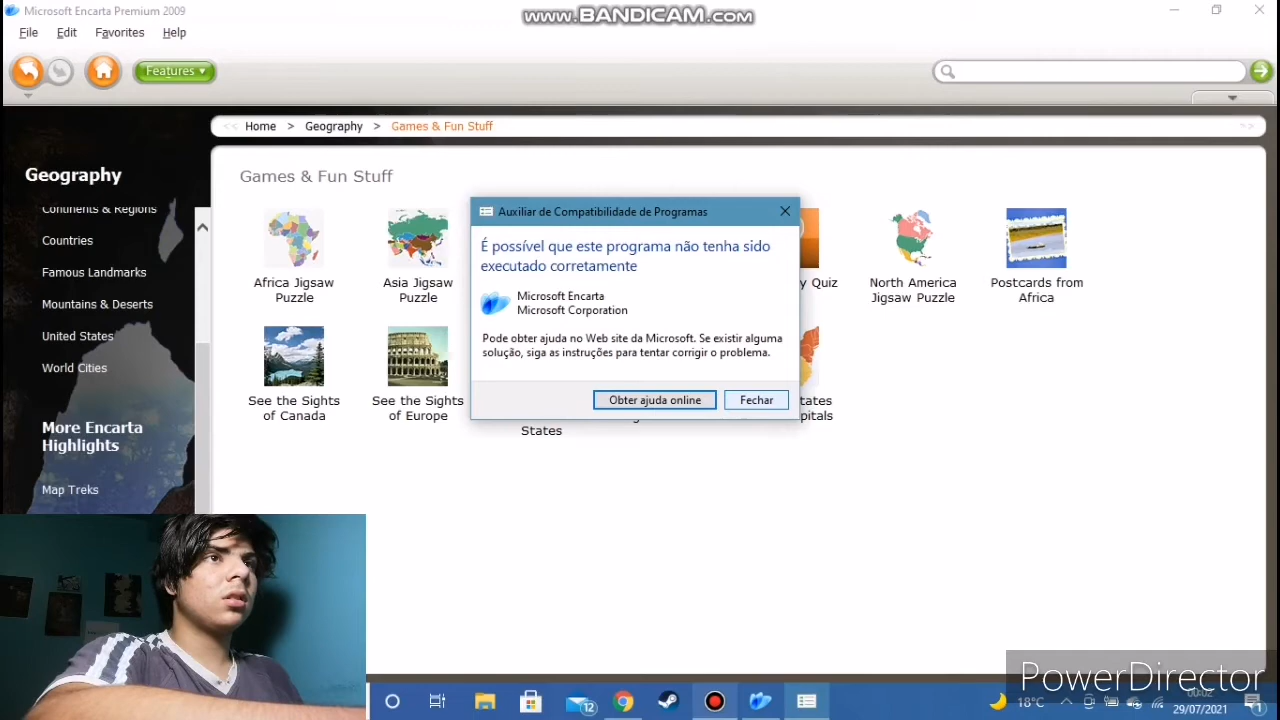 Microsoft Encarta Premium 2009
www.BANDICAM.com
File Edit Favorites Help
Features
Home > Geography > Games & Fun Stuff
Geography
Continents & Regions
Countries
Famous Landmarks
Mountains & Deserts
United States
World Cities
More Encarta
Highlights
Map Treks
Games & Fun Stuff
Africa Jigsaw
Puzzle
Asia Jigsaw
Puzzle
Quiz
North America
Jigsaw Puzzle
Postcards from
Africa
See the Sights
of Canada
See the Sights
of Europe
States
Auxiliar de Compatibilidade de Programas
É possível que este programa não tenha sido
executado corretamente
Microsoft Encarta
Microsoft Corporation
Pode obter ajuda no Web site da Microsoft. Se existir alguma
solução, siga as instruções para tentar corrigir o problema.
Obter ajuda online
Fechar
PowerDirector
12
18°C
00:02
29/07/2021
1